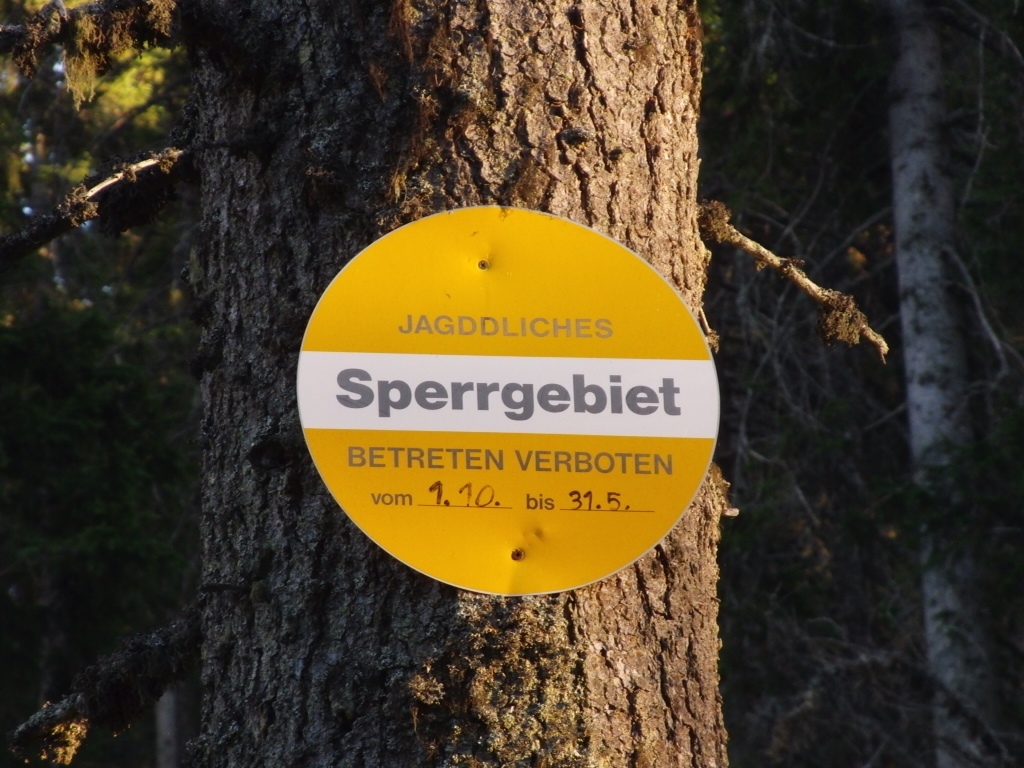 JAGDDLICHES
Sperrgebiet
BETRETEN VERBOTEN
vom 1.10. bis 31.5.